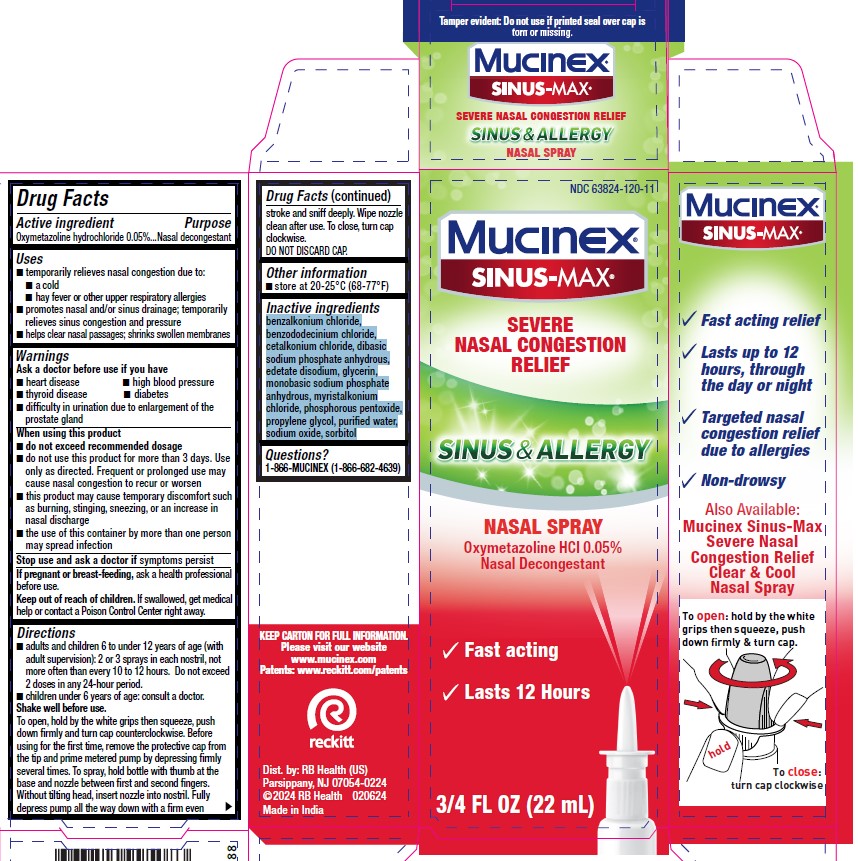 Tamper evident: Do not use if printed seal over cap is
torn or missing.
Mucinex®
SINUS-MAX®
SEVERE NASAL CONGESTION RELIEF
SINUS & ALLERGY
NASAL SPRAY
Drug Facts
Active ingredient Purpose
Oxymetazoline hydrochloride 0.05%...Nasal decongestant
Uses
■ temporarily relieves nasal congestion due to:
■ a cold
■ hay fever or other upper respiratory allergies
■ promotes nasal and/or sinus drainage; temporarily
relieves sinus congestion and pressure
■ helps clear nasal passages; shrinks swollen membranes
Warnings
Ask a doctor before use if you have
■ heart disease ■ high blood pressure
■ thyroid disease ■ diabetes
■ difficulty in urination due to enlargement of the
prostate gland
When using this product
■ do not exceed recommended dosage
■ do not use this product for more than 3 days. Use
only as directed. Frequent or prolonged use may
cause nasal congestion to recur or worsen
■ this product may cause temporary discomfort such
as burning, stinging, sneezing, or an increase in
nasal discharge
■ the use of this container by more than one person
may spread infection
Stop use and ask a doctor if symptoms persist
If pregnant or breast-feeding, ask a health professional
before use.
Keep out of reach of children. If swallowed, get medical
help or contact a Poison Control Center right away.
Directions
■ adults and children 6 to under 12 years of age (with
adult supervision): 2 or 3 sprays in each nostril, not
more often than every 10 to 12 hours. Do not exceed
2 doses in any 24-hour period.
■ children under 6 years of age: consult a doctor.
Shake well before use.
To open, hold by the white grips then squeeze, push
down firmly and turn cap counterclockwise. Before
using for the first time, remove the protective cap from
the tip and prime metered pump by depressing firmly
several times. To spray, hold bottle with thumb at the
base and nozzle between first and second fingers.
Without tilting head, insert nozzle into nostril. Fully
depress pump all the way down with a firm even
88
Drug Facts (continued)
stroke and sniff deeply. Wipe nozzle
clean after use. To close, turn cap
clockwise.
DO NOT DISCARD CAP.
Other information
■ store at 20-25°C (68-77°F)
Inactive ingredients
benzalkonium chloride,
benzododecinium chloride,
cetalkonium chloride, dibasic
sodium phosphate anhydrous,
edetate disodium, glycerin,
monobasic sodium phosphate
anhydrous, myristalkonium
chloride, phosphorous pentoxide,
propylene glycol, purified water,
sodium oxide, sorbitol
Questions?
1-866-MUCINEX (1-866-682-4639)
KEEP CARTON FOR FULL INFORMATION.
Please visit our website
www.mucinex.com
Patents: www.reckitt.com/patents
reckitt
Dist. by: RB Health (US)
Parsippany, NJ 07054-0224
©2024 RB Health 020624
Made in India
NDC 63824-120-11
Mucinex®
SINUS-MAX®
SEVERE
NASAL CONGESTION
RELIEF
SINUS & ALLERGY
NASAL SPRAY
Oxymetazoline HCl 0.05%
Nasal Decongestant
✓ Fast acting
✓ Lasts 12 Hours
3/4 FL OZ (22 mL)
Mucinex®
SINUS-MAX®
✓ Fast acting relief
✓ Lasts up to 12
hours, through
the day or night
✓ Targeted nasal
congestion relief
due to allergies
✓ Non-drowsy
Also Available:
Mucinex Sinus-Max
Severe Nasal
Congestion Relief
Clear & Cool
Nasal Spray
To open: hold by the white
grips then squeeze, push
down firmly & turn cap.
hold
To close:
turn cap clockwise